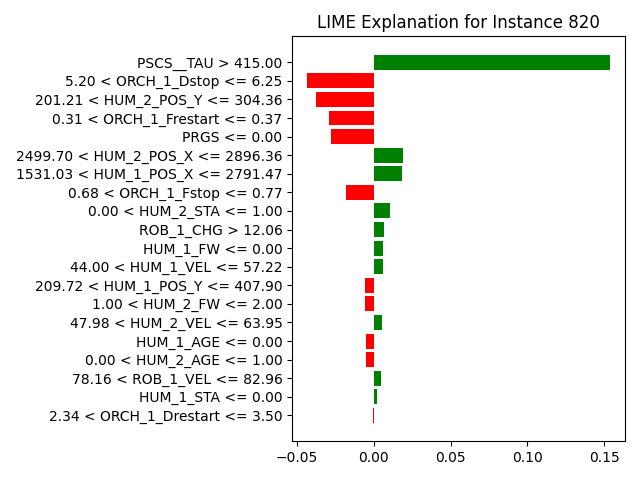 LIME Explanation for Instance 820
PSCS__TAU > 415.00
5.20 < ORCH_1_Dstop <= 6.25
201.21 < HUM_2_POS_Y <= 304.36
0.31 < ORCH_1_Frestart <= 0.37
PRGS <= 0.00
2499.70 < HUM_2_POS_X <= 2896.36
1531.03 < HUM_1_POS_X <= 2791.47
0.68 < ORCH_1_Fstop <= 0.77
0.00 < HUM_2_STA <= 1.00
ROB_1_CHG > 12.06
HUM_1_FW <= 0.00
44.00 < HUM_1_VEL <= 57.22
209.72 < HUM_1_POS_Y <= 407.90
1.00 < HUM_2_FW <= 2.00
47.98 < HUM_2_VEL <= 63.95
HUM_1_AGE <= 0.00
0.00 < HUM_2_AGE <= 1.00
78.16 < ROB_1_VEL <= 82.96
HUM_1_STA <= 0.00
2.34 < ORCH_1_Drestart <= 3.50
−0.05 0.00 0.05 0.10 0.15